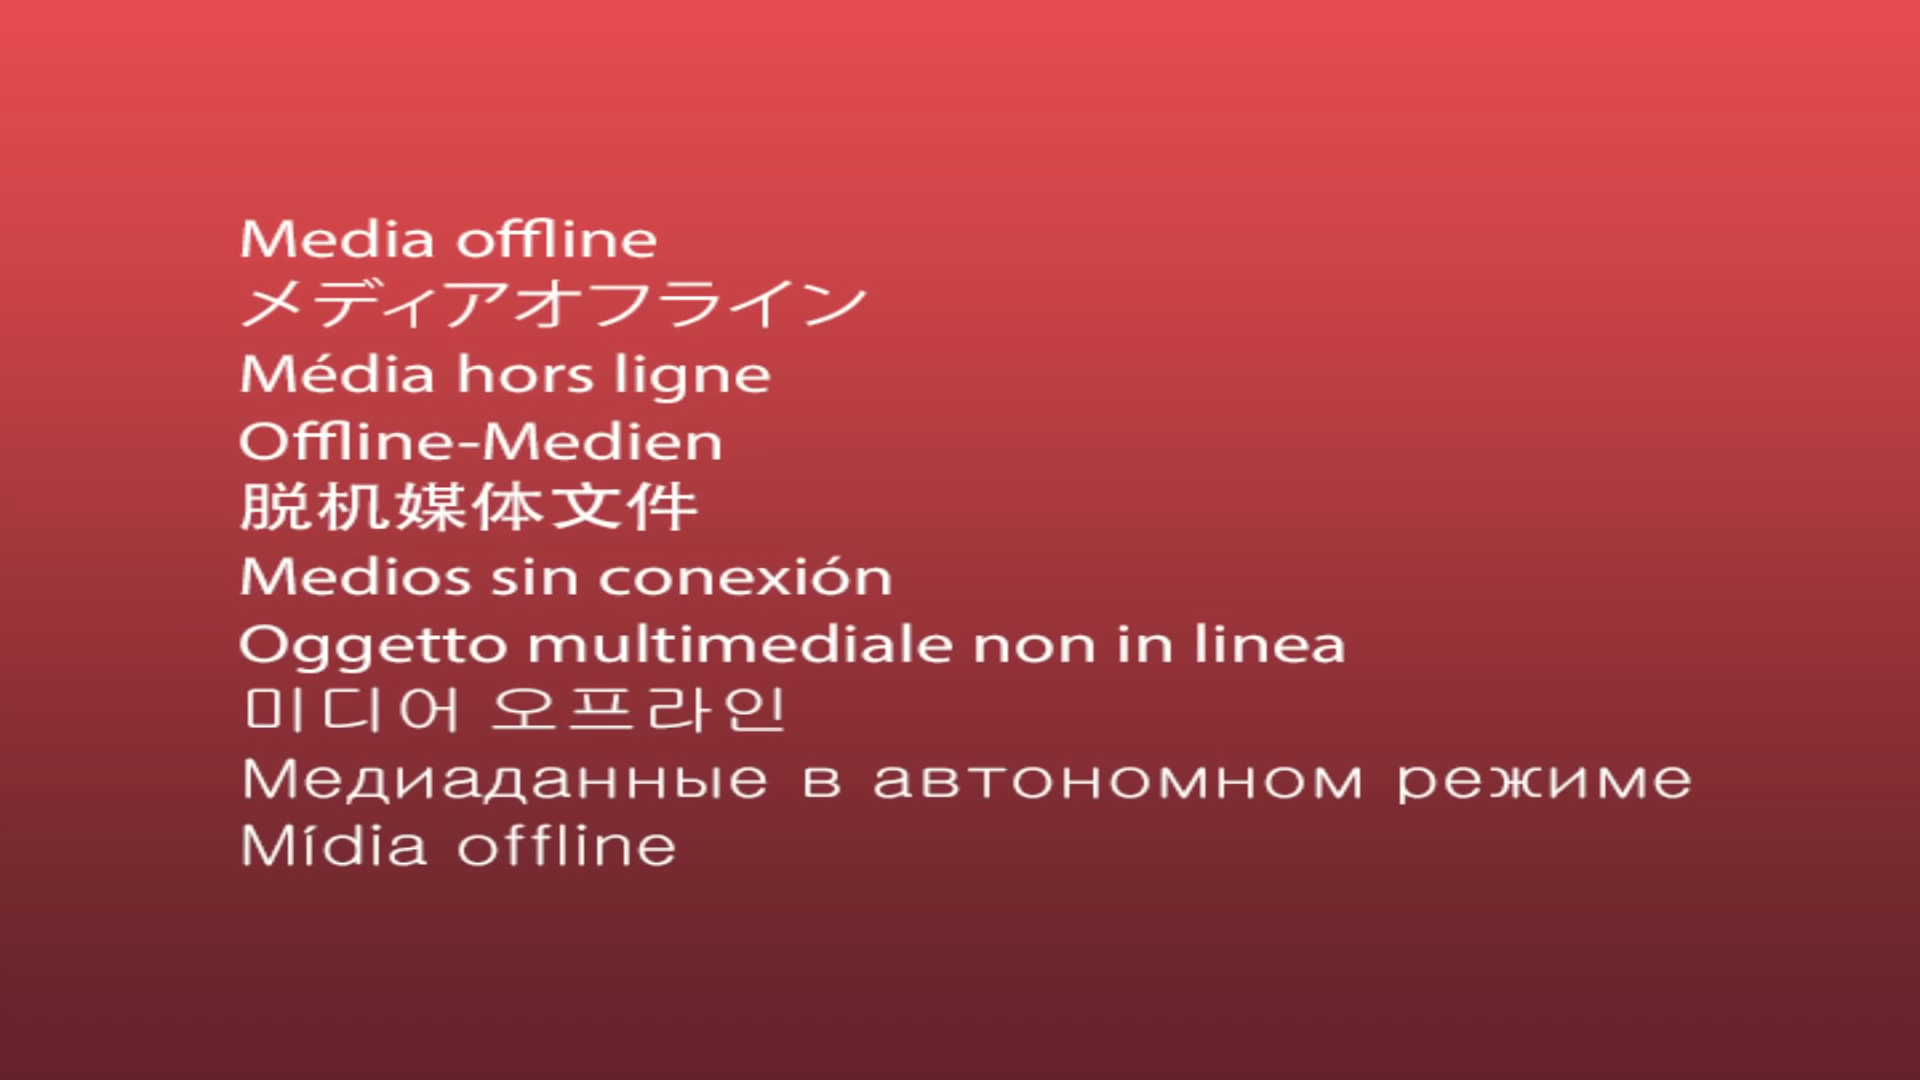 Media offline
メディアオフライン
Média hors ligne
Offline-Medien
脱机媒体文件
Medios sin conexión
Oggetto multimediale non in linea
미디어 오프라인
Медиаданные в автономном режиме
Mídia offline